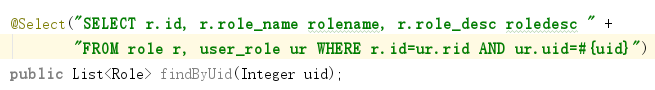 @Select("SELECT r.id, r.role_name rolename, r.role_desc roledesc " +
"FROM role r, user_role ur WHERE r.id=ur.rid AND ur.uid=#{uid}")
public List<Role> findByUid(Integer uid);